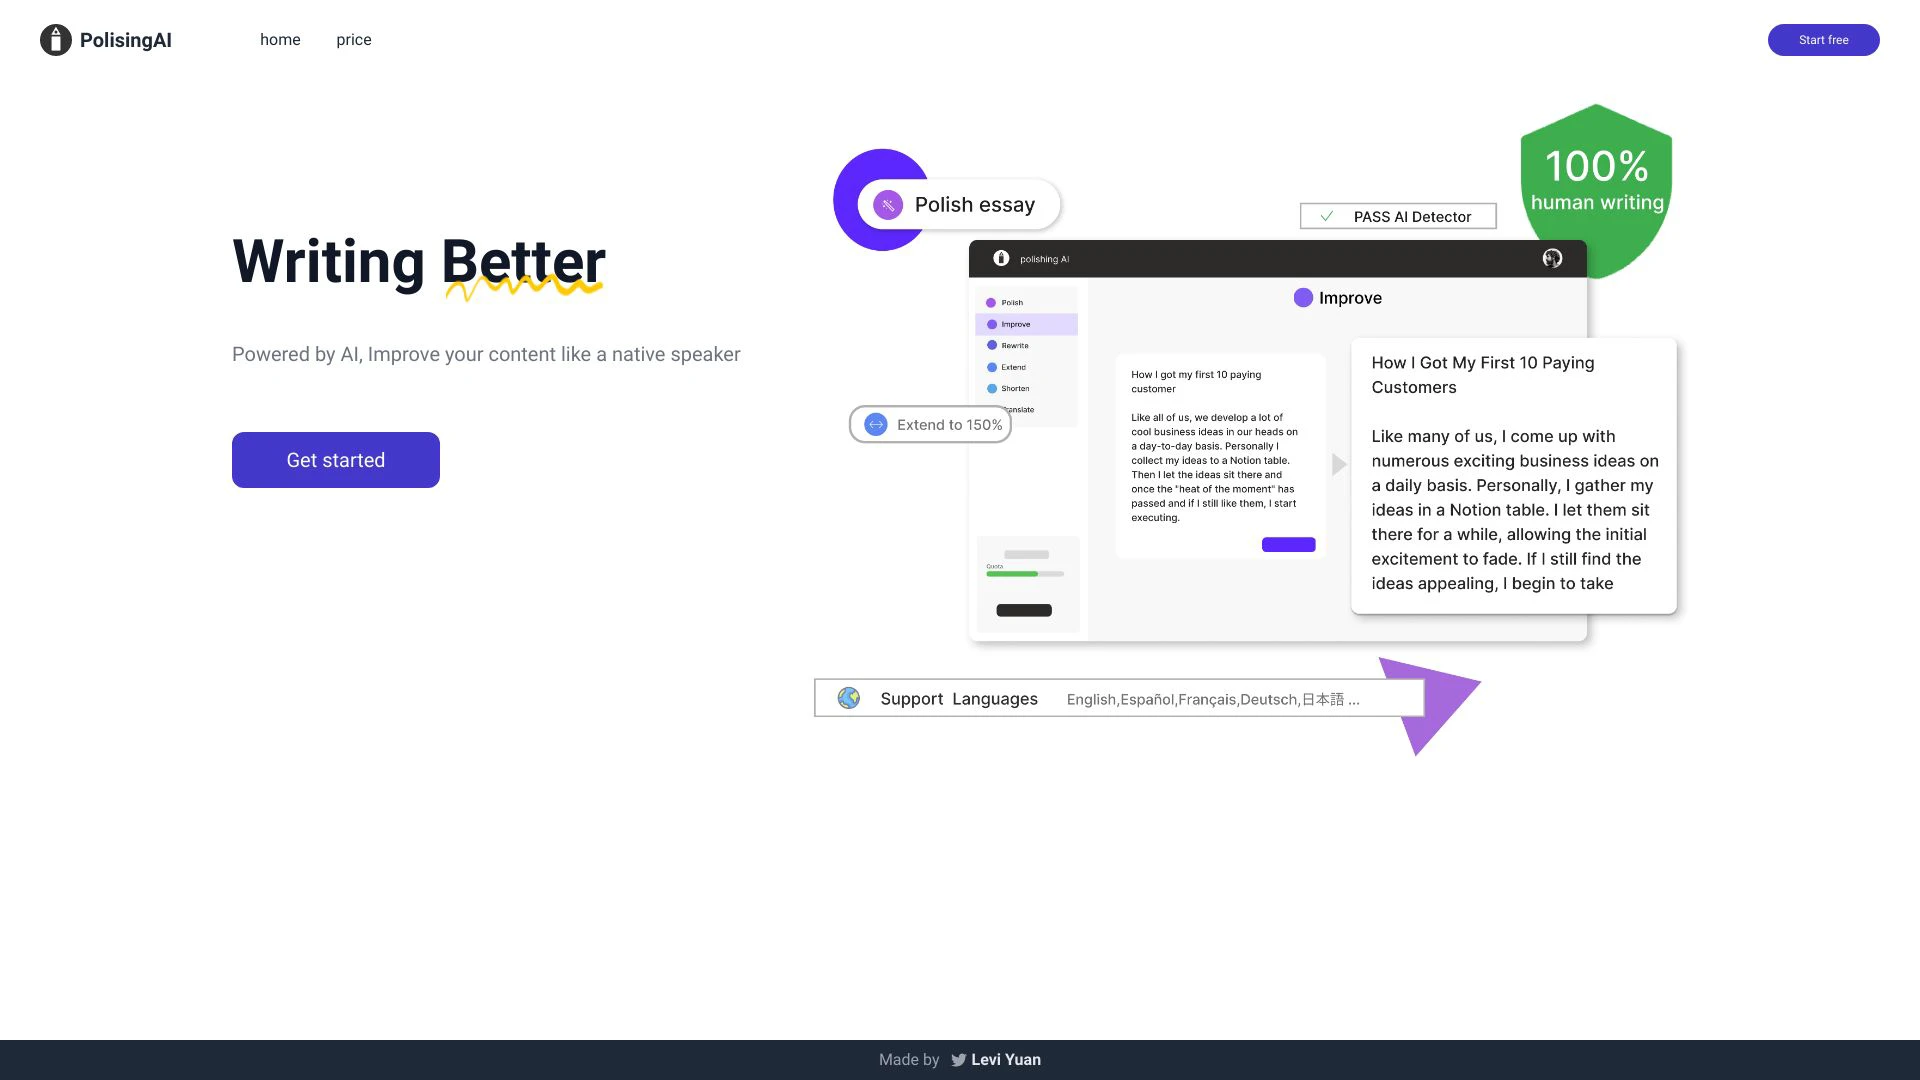 PolisingAI
home
price
Start free
Writing Better
Powered by AI, Improve your content like a native speaker
Get started
Polish essay
100%
human writing
PASS AI Detector
polishing AI
Polish
Improve
Rewrite
Extend
Shorten
ranslate
Extend to 150%
Quota
Improve
How I got my first 10 paying
customer
Like all of us, we develop a lot of
cool business ideas in our heads on
a day-to-day basis. Personally I
collect my ideas to a Notion table.
Then I let the ideas sit there and
once the "heat of the moment" has
passed and if I still like them, I start
executing.
How I Got My First 10 Paying
Customers
Like many of us, I come up with
numerous exciting business ideas on
a daily basis. Personally, I gather my
ideas in a Notion table. I let them sit
there for a while, allowing the initial
excitement to fade. If I still find the
ideas appealing, I begin to take
Support Languages English,Español,Français,Deutsch,日本語 ...
Made by Levi Yuan